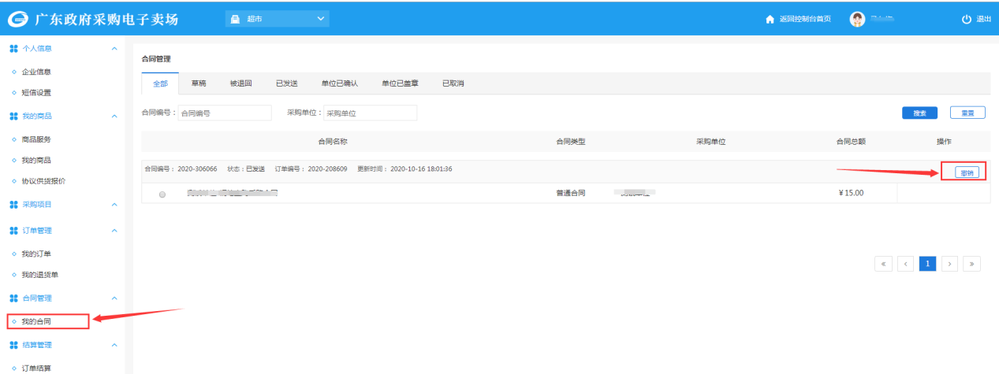 广东政府采购电子卖场
超市
返回控制台首页
退出
个人信息
企业信息
短信设置
我的商品
商品服务
我的商品
协议供货报价
采购项目
订单管理
我的订单
我的退货单
合同管理
我的合同
结算管理
订单结算
合同管理
全部 草稿 被退回 已发送 单位已确认 单位已盖章 已取消
合同编号： 合同编号 采购单位： 采购单位 搜索 重置
合同名称 合同类型 采购单位 合同总额 操作
合同编号： 2020-306066 状态：已发送 订单编号： 2020-208609 更新时间： 2020-10-16 18:01:36 撤销
普通合同 ¥ 15.00
« ‹ 1 › »